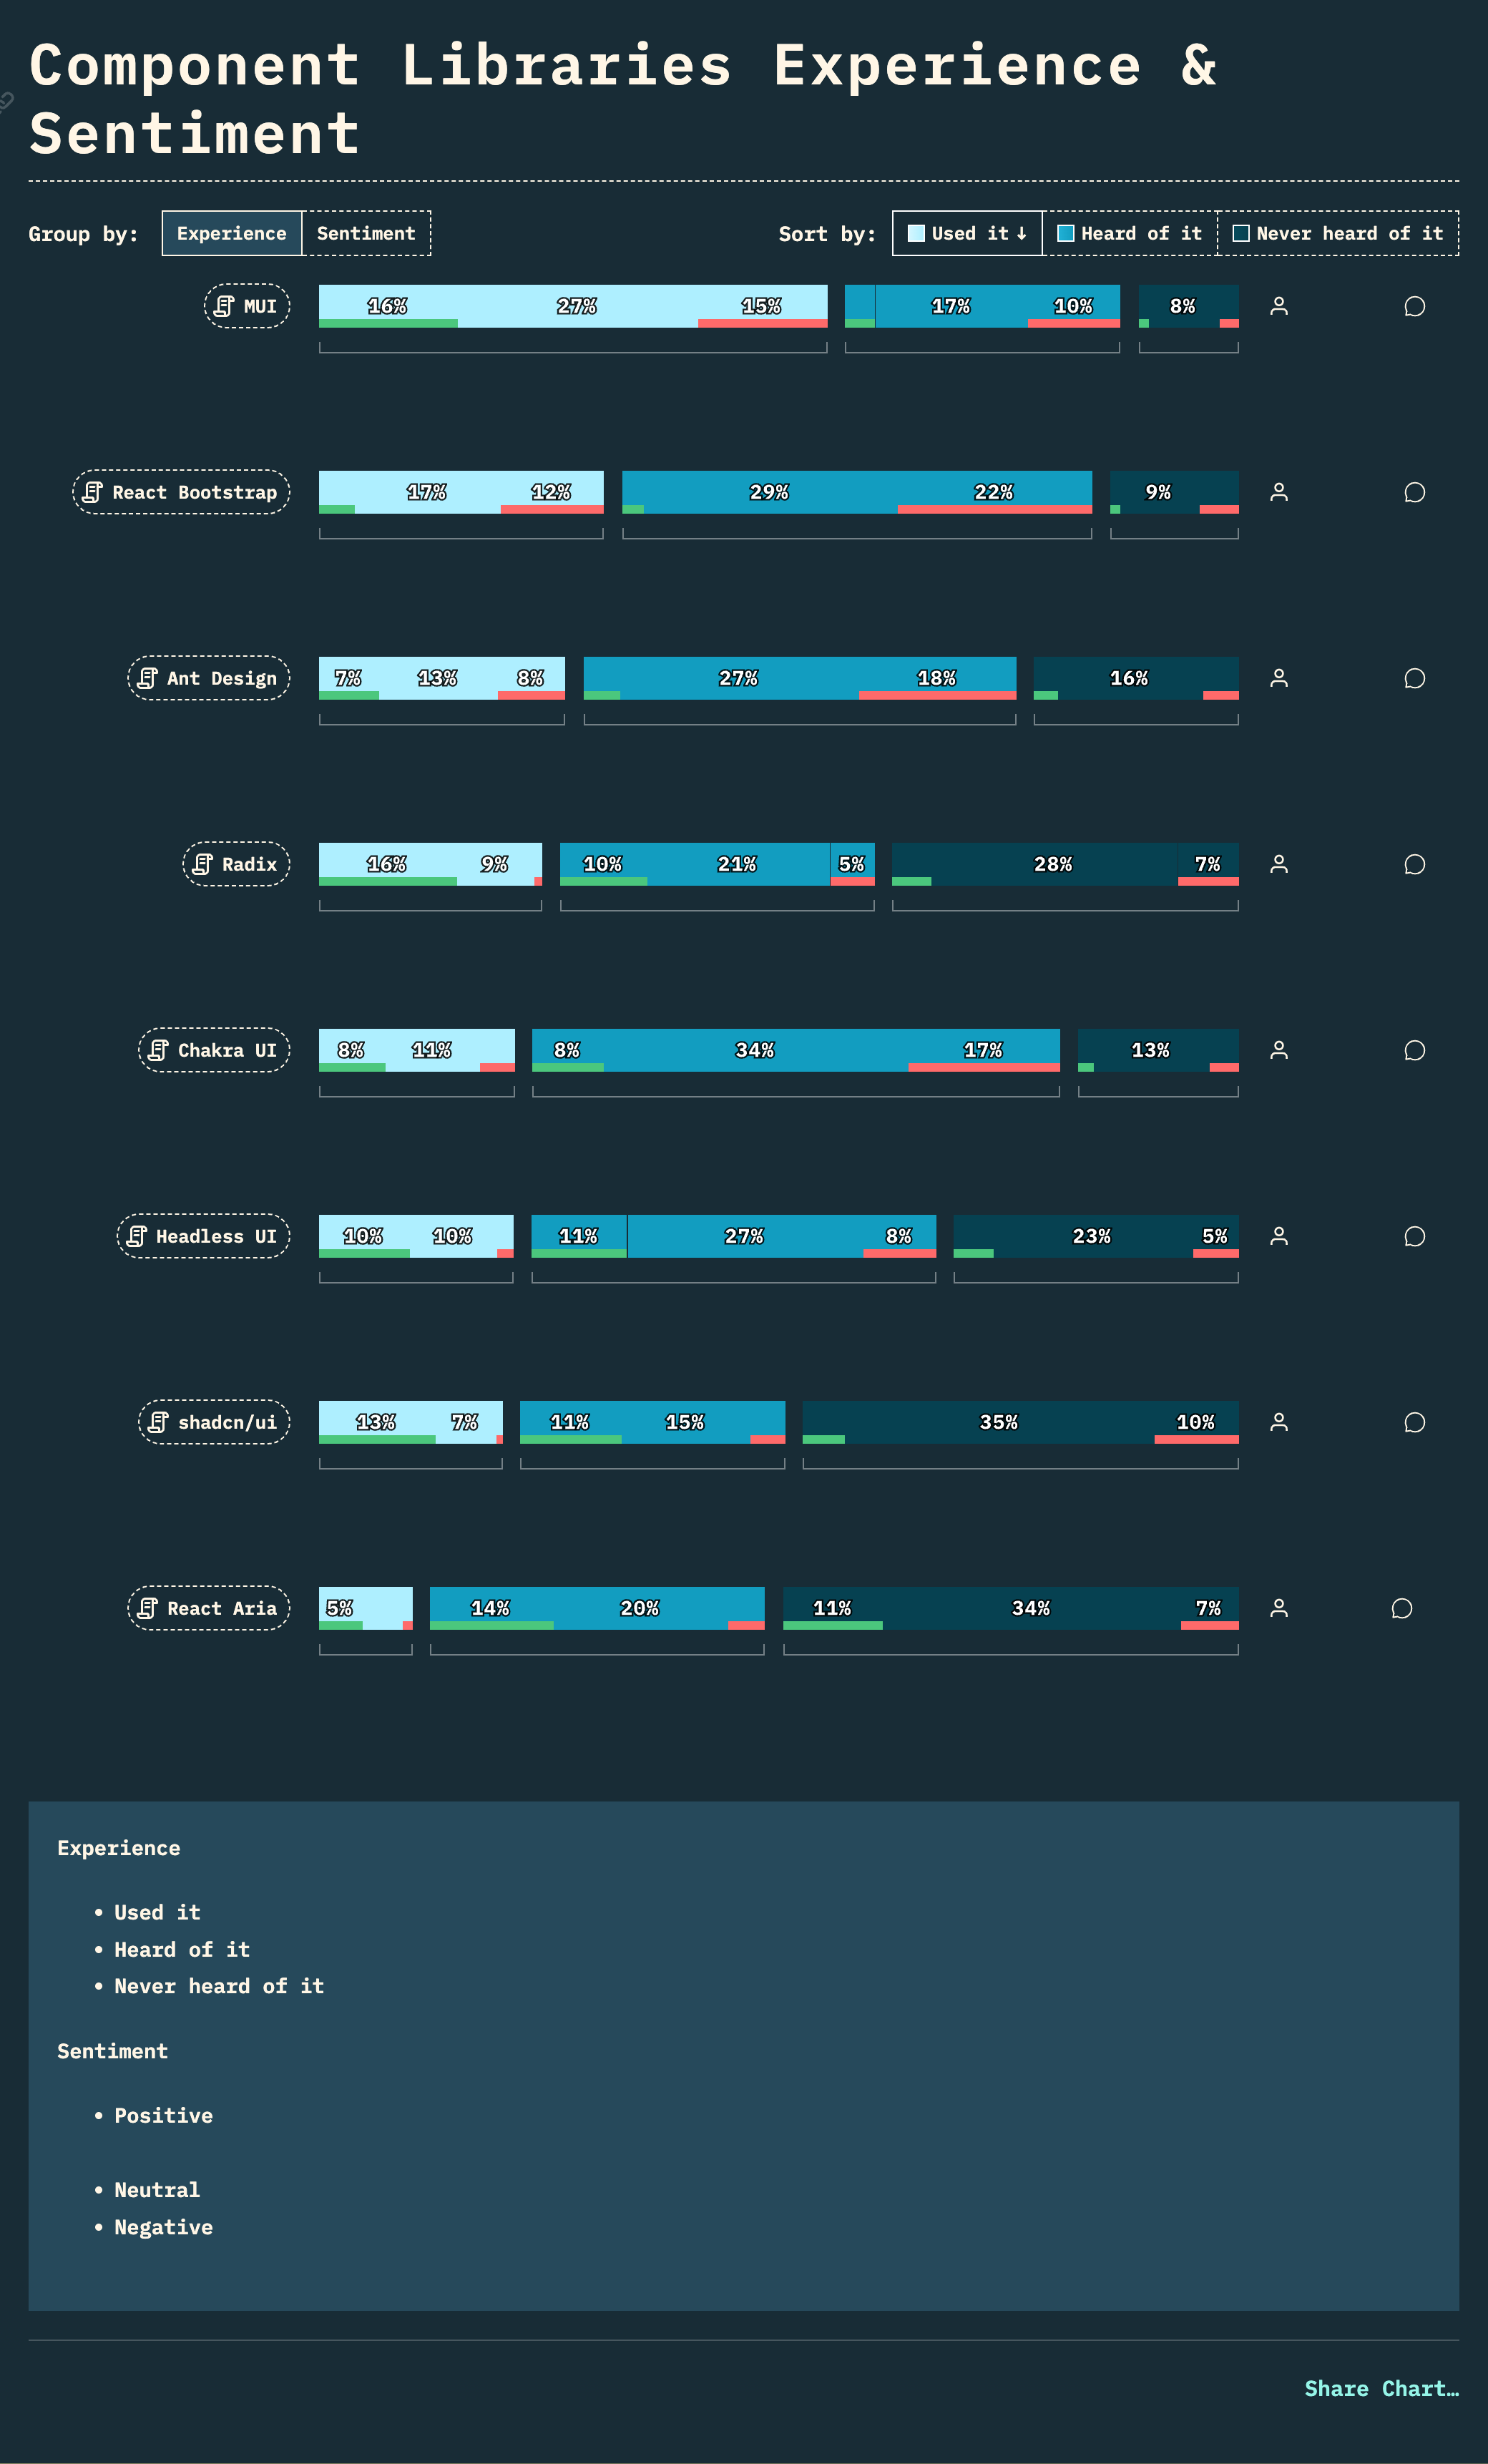 Component Libraries Experience &
Sentiment
Group by: Experience Sentiment Sort by: Used it ↓ Heard of it Never heard of it
MUI 16% 27% 15% 17% 10% 8%
React Bootstrap 17% 12% 29% 22% 9%
Ant Design 7% 13% 8% 27% 18% 16%
Radix 16% 9% 10% 21% 5% 28% 7%
Chakra UI 8% 11% 8% 34% 17% 13%
Headless UI 10% 10% 11% 27% 8% 23% 5%
shadcn/ui 13% 7% 11% 15% 35% 10%
React Aria 5% 14% 20% 11% 34% 7%
Experience
• Used it
• Heard of it
• Never heard of it
Sentiment
• Positive
• Neutral
• Negative
Share Chart…